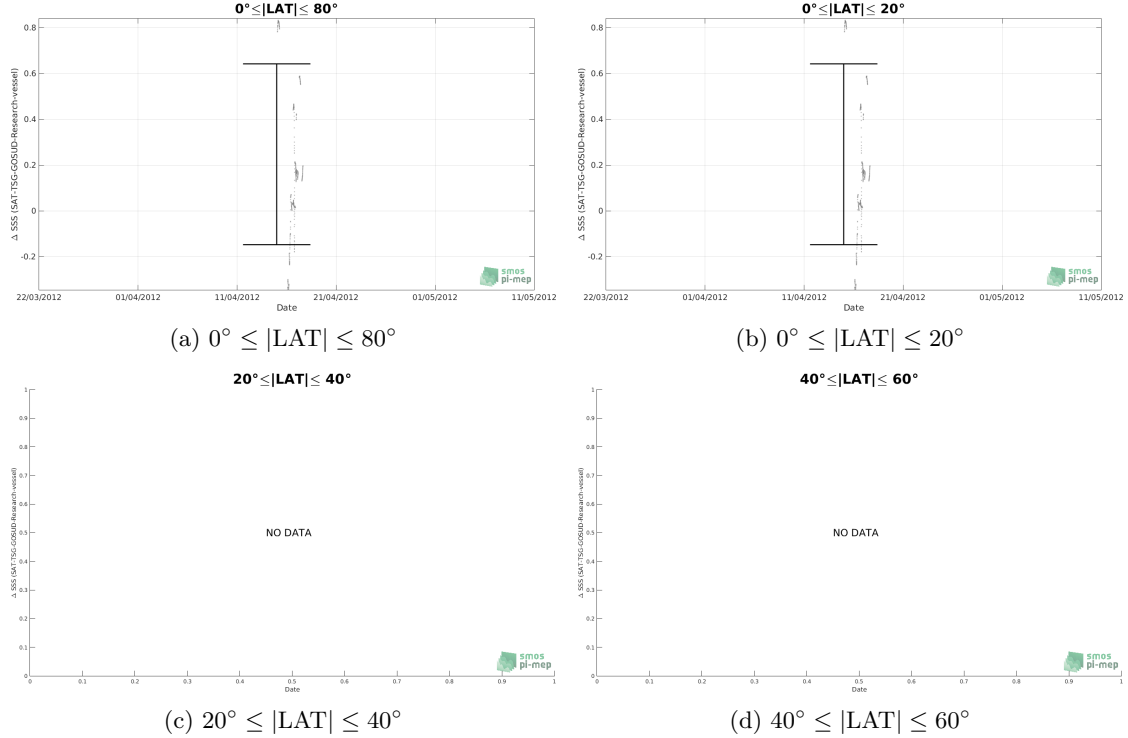 0°≤|LAT|≤ 80°
Δ SSS (SAT-TSG-GOSUD-Research-vessel)
0.8
0.6
0.4
0.2
0
-0.2
22/03/2012 01/04/2012 11/04/2012 21/04/2012 01/05/2012 11/05/2012
Date
smos
pi-mep
(a) 0° ≤ |LAT| ≤ 80°
0°≤|LAT|≤ 20°
Δ SSS (SAT-TSG-GOSUD-Research-vessel)
0.8
0.6
0.4
0.2
0
-0.2
22/03/2012 01/04/2012 11/04/2012 21/04/2012 01/05/2012 11/05/2012
Date
smos
pi-mep
(b) 0° ≤ |LAT| ≤ 20°
20°≤|LAT|≤ 40°
Δ SSS (SAT-TSG-GOSUD-Research-vessel)
1
0.9
0.8
0.7
0.6
0.5
0.4
0.3
0.2
0.1
0
NO DATA
0 0.1 0.2 0.3 0.4 0.5 0.6 0.7 0.8 0.9 1
Date
smos
pi-mep
(c) 20° ≤ |LAT| ≤ 40°
40°≤|LAT|≤ 60°
Δ SSS (SAT-TSG-GOSUD-Research-vessel)
1
0.9
0.8
0.7
0.6
0.5
0.4
0.3
0.2
0.1
0
NO DATA
0 0.1 0.2 0.3 0.4 0.5 0.6 0.7 0.8 0.9 1
Date
smos
pi-mep
(d) 40° ≤ |LAT| ≤ 60°